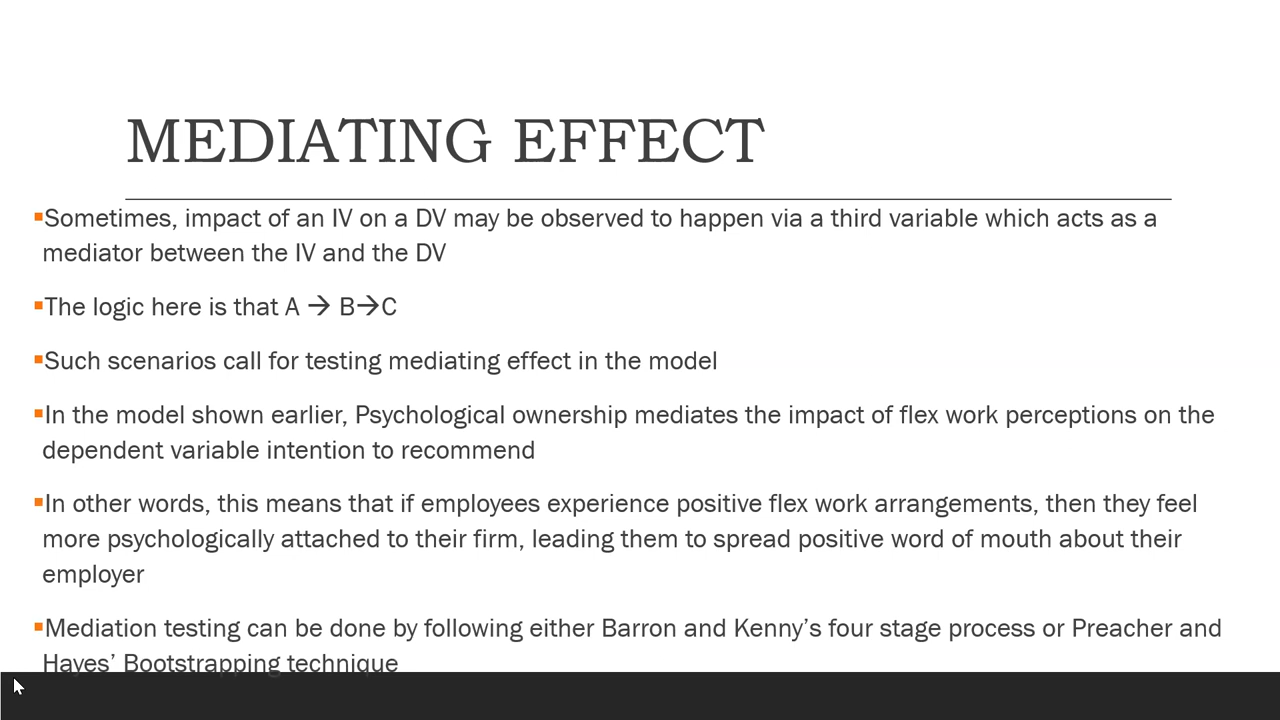 MEDIATING EFFECT
▪Sometimes, impact of an IV on a DV may be observed to happen via a third variable which acts as a
mediator between the IV and the DV
▪The logic here is that A → B→C
▪Such scenarios call for testing mediating effect in the model
▪In the model shown earlier, Psychological ownership mediates the impact of flex work perceptions on the
dependent variable intention to recommend
▪In other words, this means that if employees experience positive flex work arrangements, then they feel
more psychologically attached to their firm, leading them to spread positive word of mouth about their
employer
▪Mediation testing can be done by following either Barron and Kenny’s four stage process or Preacher and
Hayes’ Bootstrapping technique